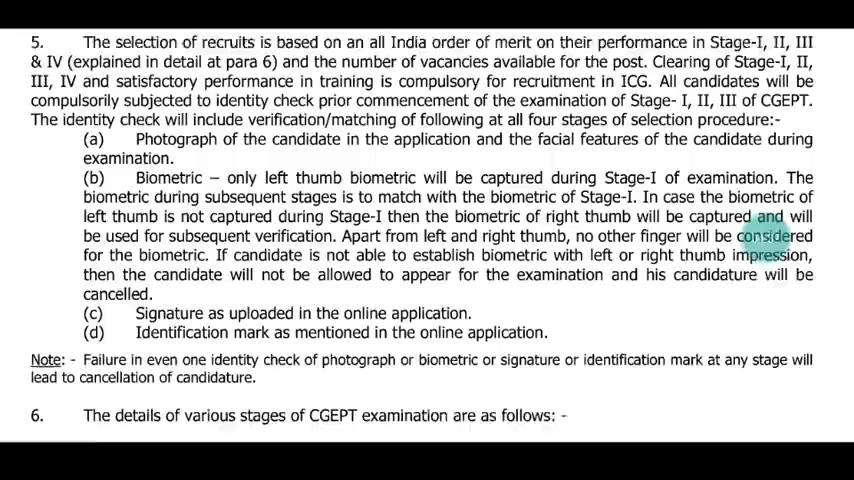 5. The selection of recruits is based on an all India order of merit on their performance in Stage-I, II, III
& IV (explained in detail at para 6) and the number of vacancies available for the post. Clearing of Stage-I, II,
III, IV and satisfactory performance in training is compulsory for recruitment in ICG. All candidates will be
compulsorily subjected to identity check prior commencement of the examination of Stage- I, II, III of CGEPT.
The identity check will include verification/matching of following at all four stages of selection procedure:-
(a) Photograph of the candidate in the application and the facial features of the candidate during
examination.
(b) Biometric – only left thumb biometric will be captured during Stage-I of examination. The
biometric during subsequent stages is to match with the biometric of Stage-I. In case the biometric of
left thumb is not captured during Stage-I then the biometric of right thumb will be captured and will
be used for subsequent verification. Apart from left and right thumb, no other finger will be considered
for the biometric. If candidate is not able to establish biometric with left or right thumb impression,
then the candidate will not be allowed to appear for the examination and his candidature will be
cancelled.
(c) Signature as uploaded in the online application.
(d) Identification mark as mentioned in the online application.
Note: - Failure in even one identity check of photograph or biometric or signature or identification mark at any stage will
lead to cancellation of candidature.
6. The details of various stages of CGEPT examination are as follows: -